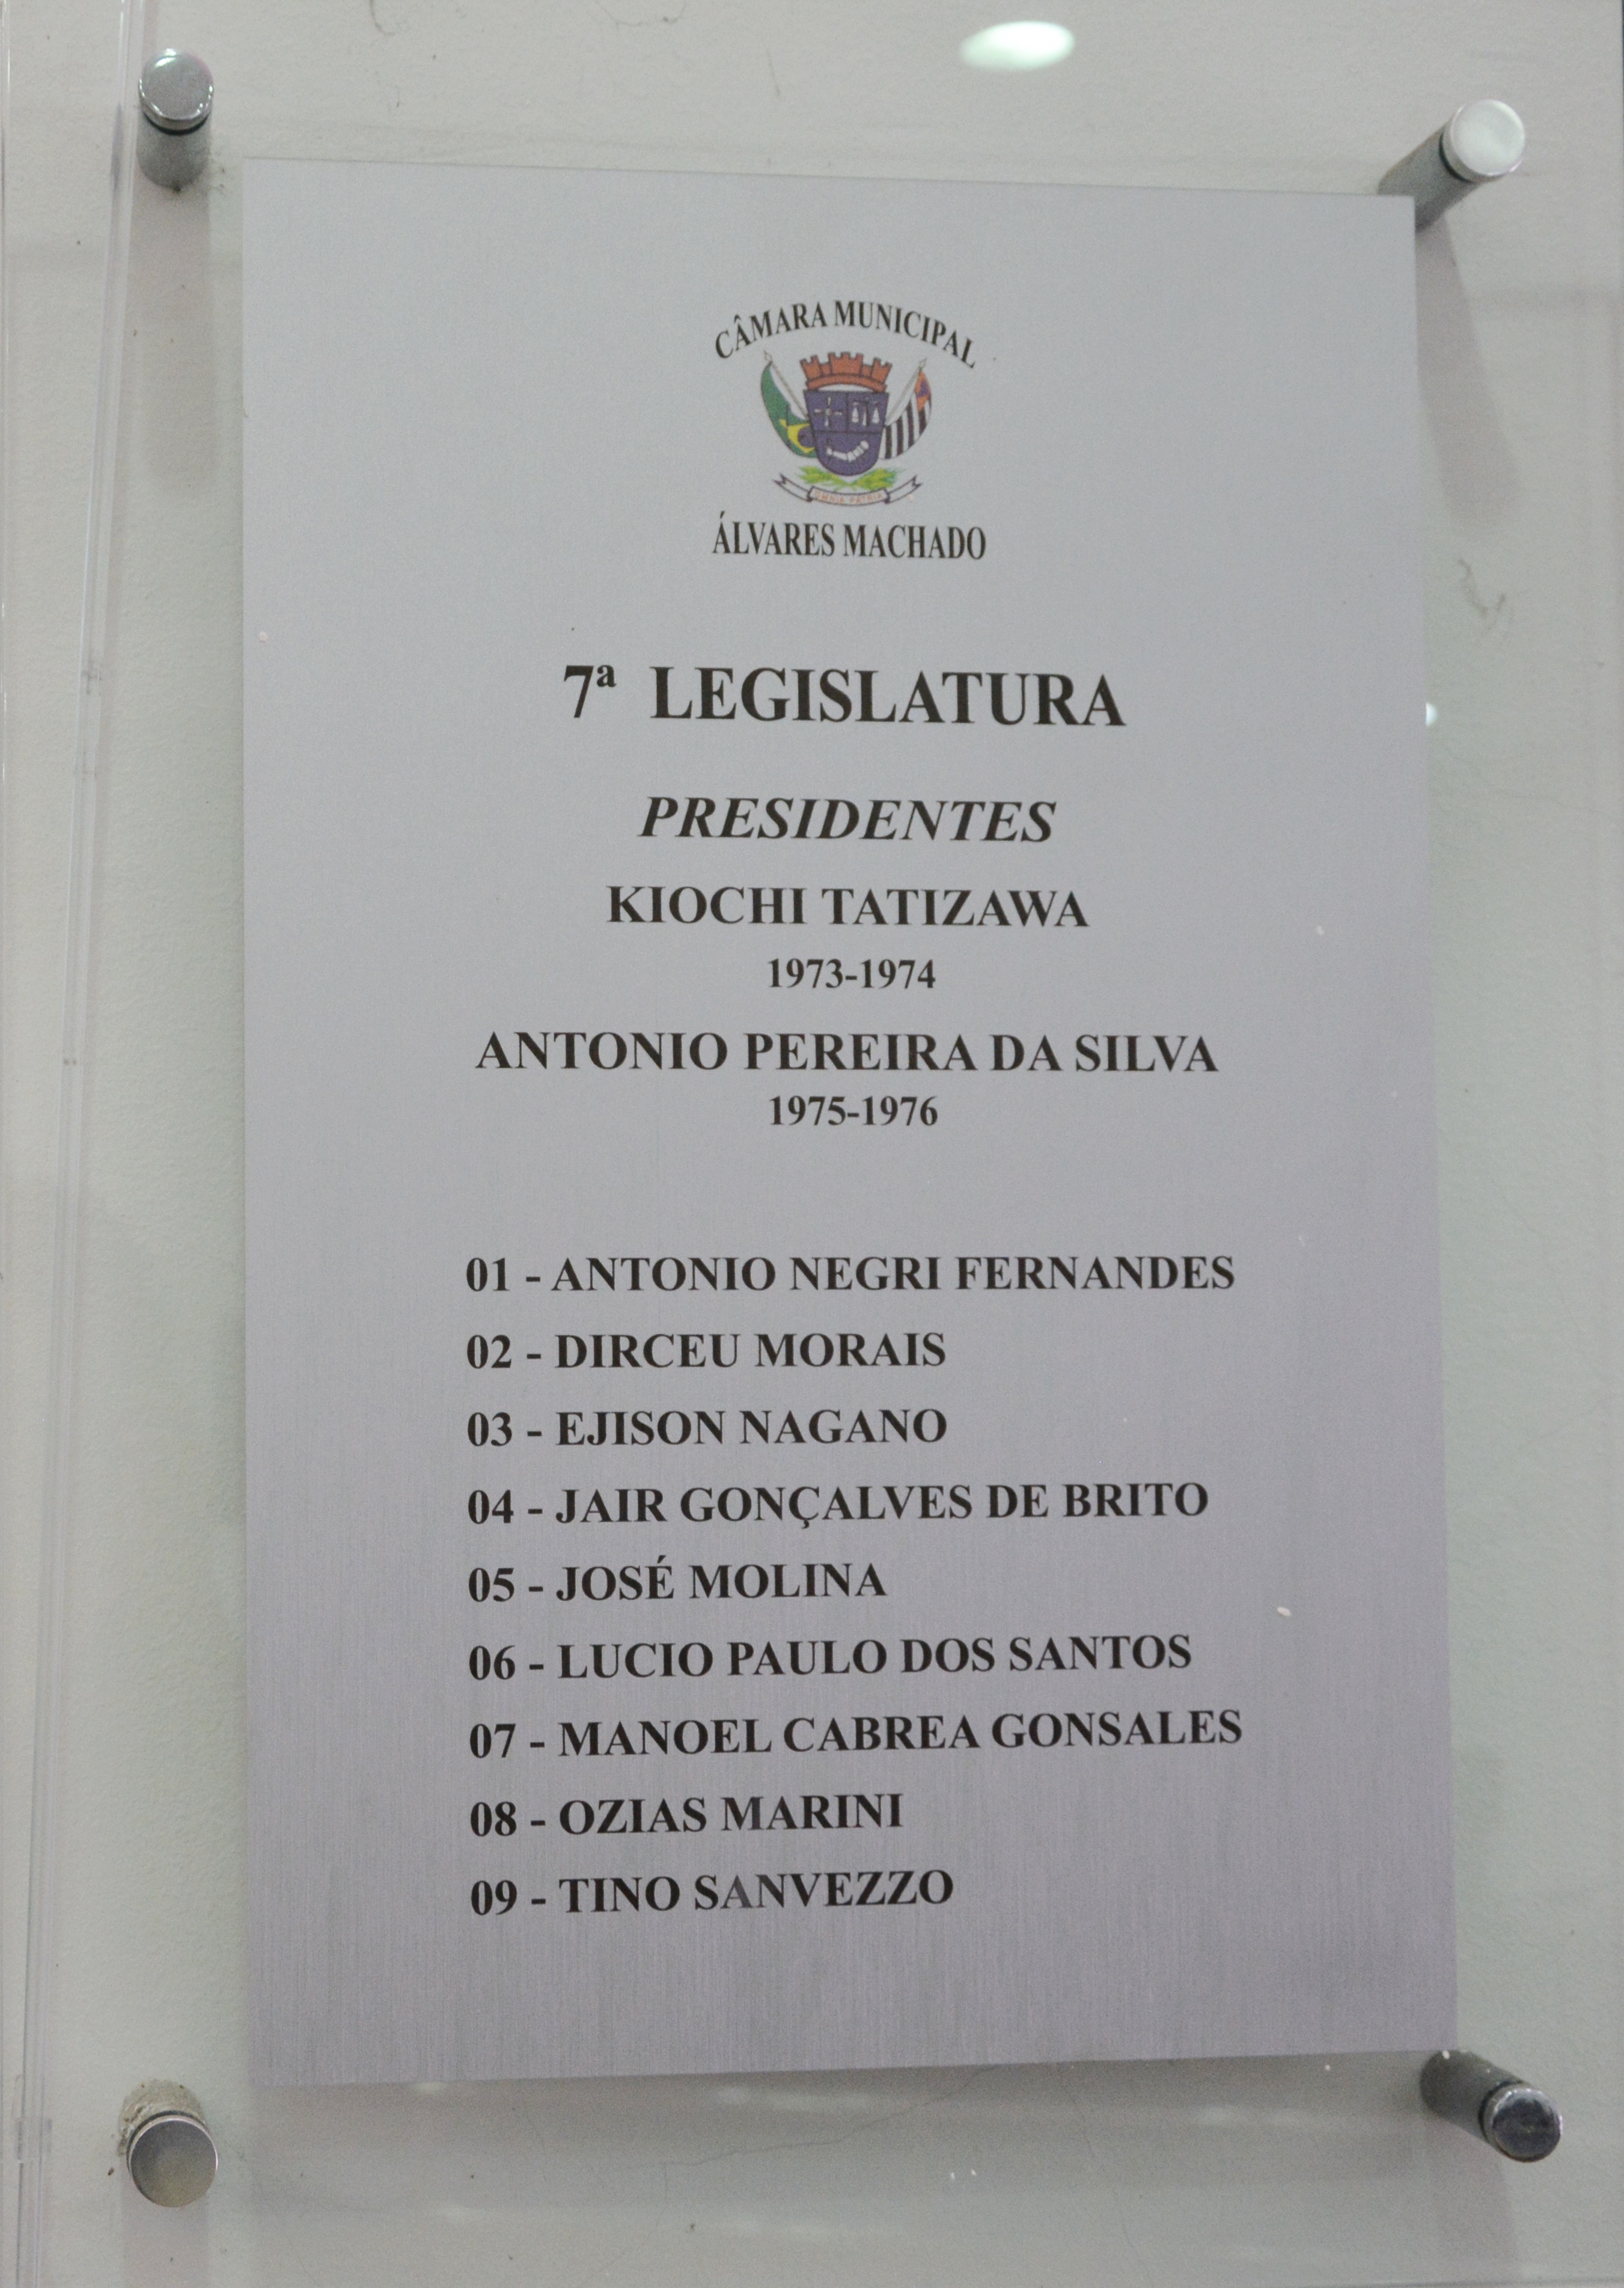 CÂMARA MUNICIPAL
ÁLVARES MACHADO
7ª LEGISLATURA
PRESIDENTES
KIOCHI TATIZAWA
1973-1974
ANTONIO PEREIRA DA SILVA
1975-1976
01 - ANTONIO NEGRI FERNANDES
02 - DIRCEU MORAIS
03 - EJISON NAGANO
04 - JAIR GONÇALVES DE BRITO
05 - JOSÉ MOLINA
06 - LUCIO PAULO DOS SANTOS
07 - MANOEL CABREA GONSALES
08 - OZIAS MARINI
09 - TINO SANVEZZO